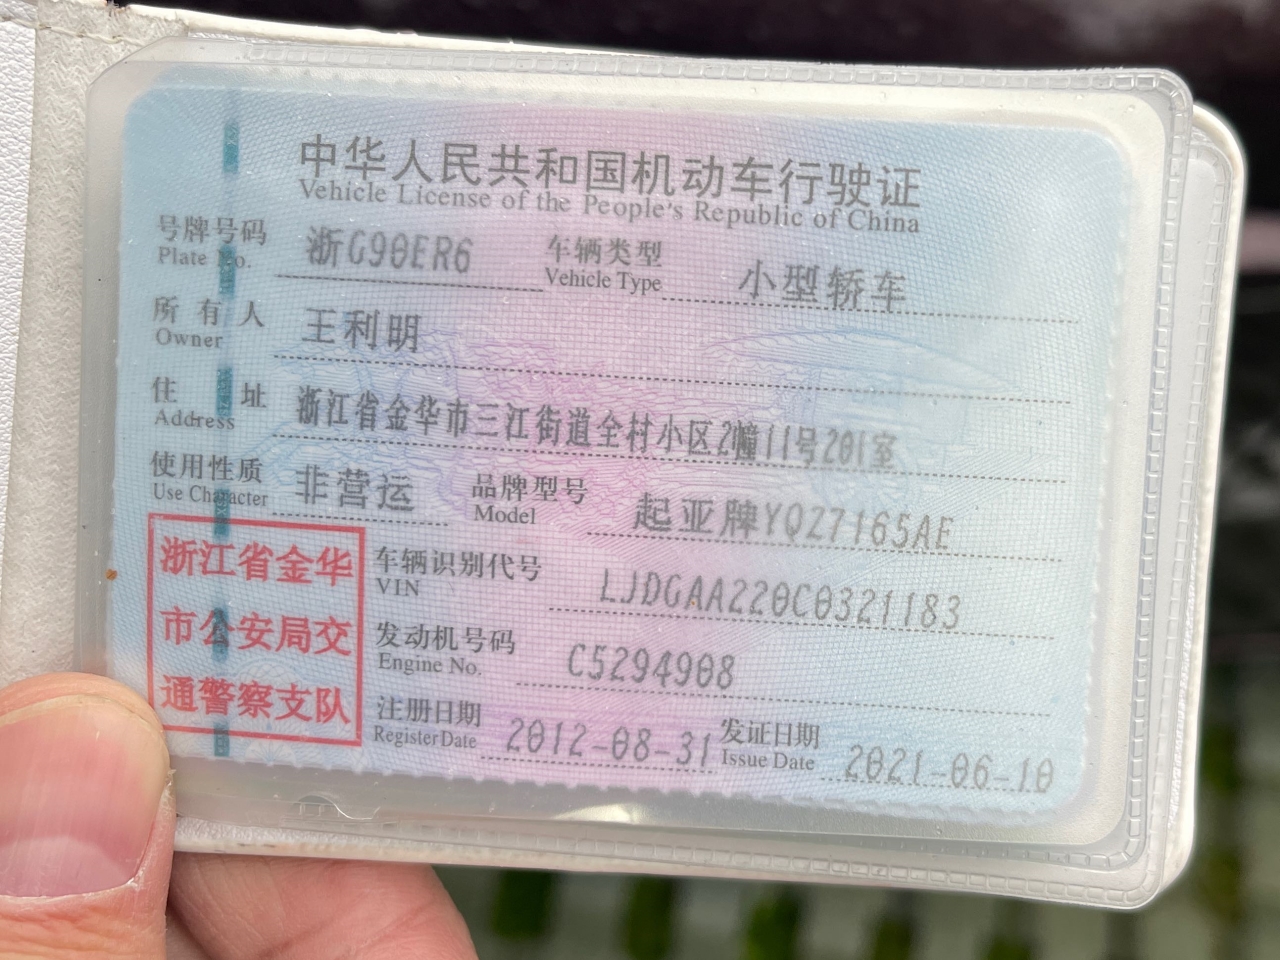 中华人民共和国机动车行驶证
Vehicle License of the People's Republic of China
号牌号码 浙G90ER6 车辆类型 小型轿车
Plate No. Vehicle Type
所有人 王利明
Owner
住址 浙江省金华市三江街道全村小区2幢11号201室
Address
使用性质 非营运 品牌型号 起亚牌YQZ7165AE
Use Character Model
浙江省金华
市公安局交
通警察支队
车辆识别代号 LJDGAA220C0321183
VIN
发动机号码 C5294908
Engine No.
注册日期 2012-08-31 发证日期 2021-06-10
Register Date Issue Date